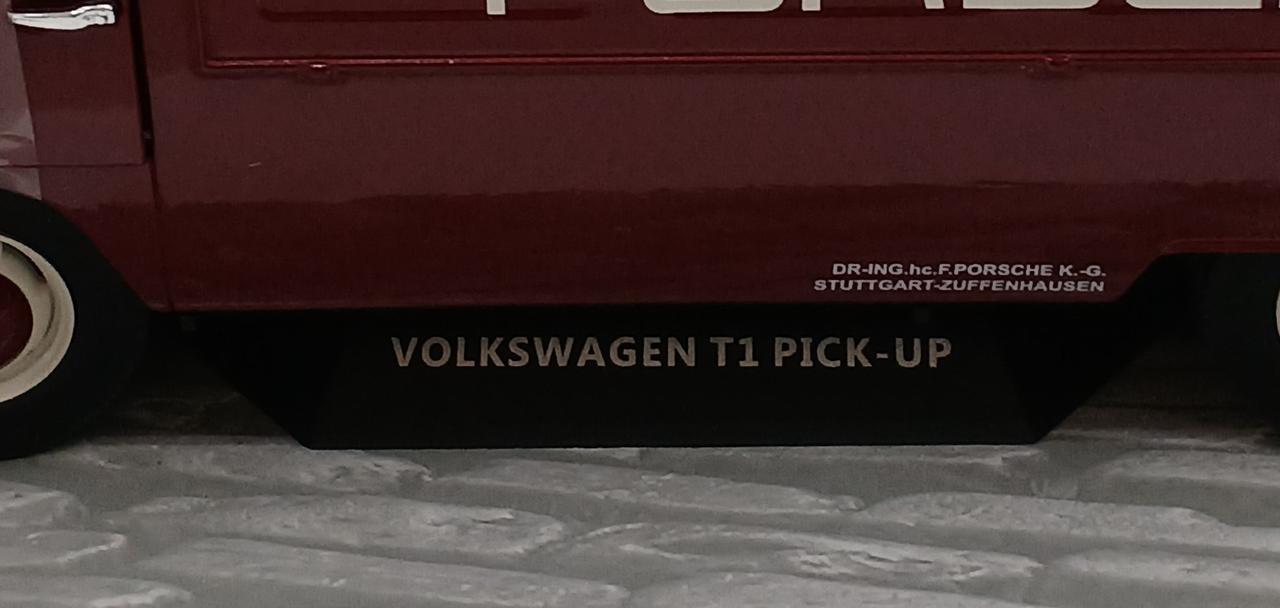 DR-ING.hc.F.PORSCHE K.-G.
STUTTGART-ZUFFENHAUSEN
VOLKSWAGEN T1 PICK-UP